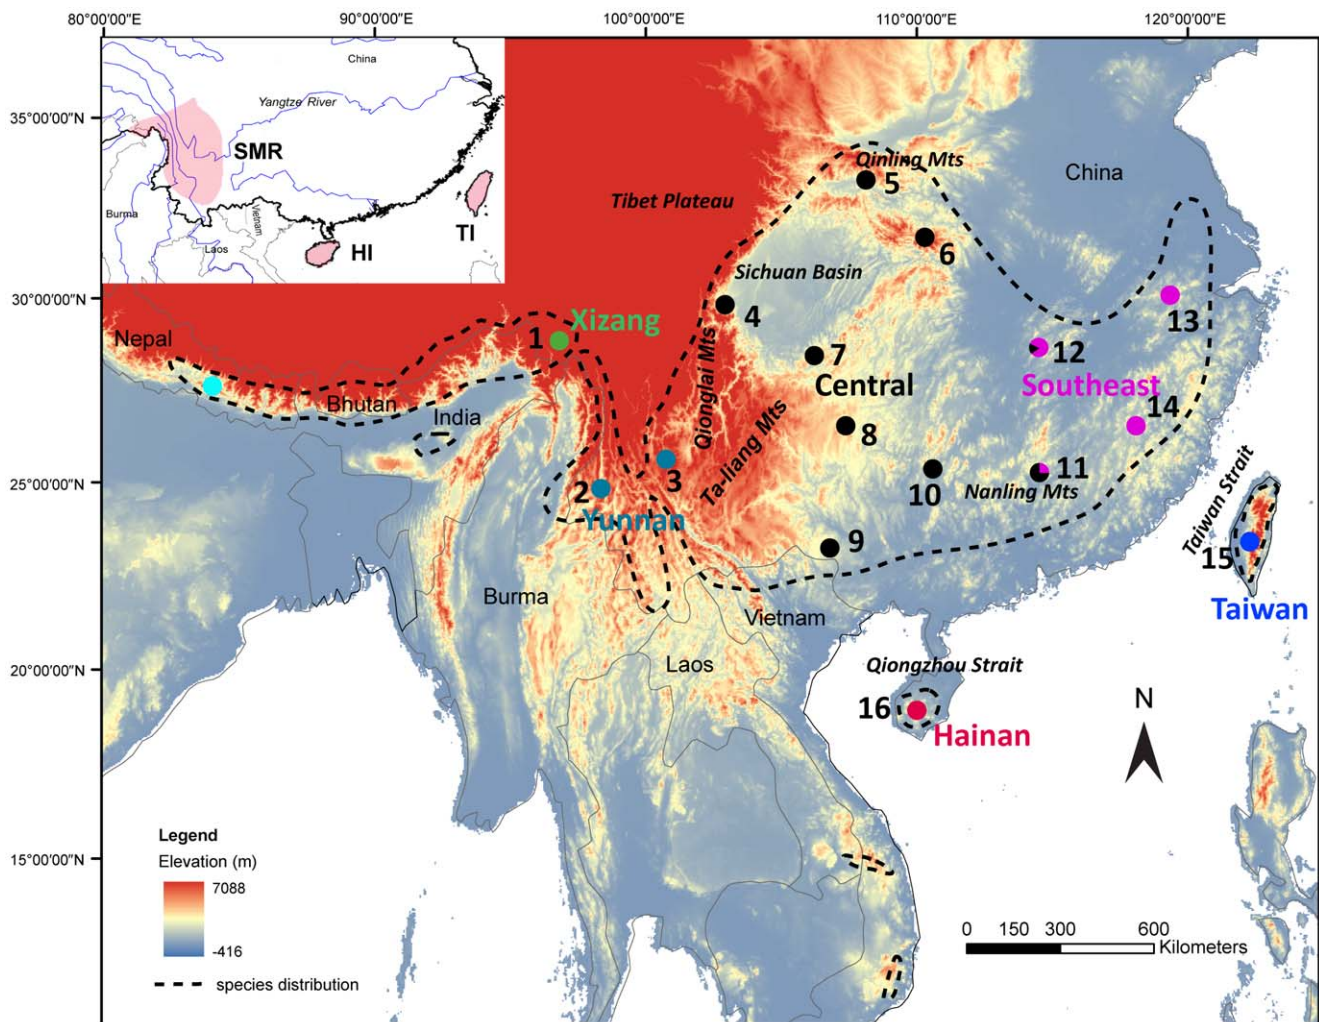 80°00'00"E
90°00'00"E
100°00'00"E
110°00'00"E
120°00'00"E
35°00'00"N
30°00'00"N
25°00'00"N
20°00'00"N
15°00'00"N
China
Yangtze River
SMR
Burma
Vietnam
Laos
HI
TI
Qinling Mts
5
China
Tibet Plateau
6
Sichuan Basin
4
13
Xizang
1
Nepal
12
7
Qionglai Mts
Central
Southeast
Bhutan
14
India
8
Ta-liang Mts
3
11
2
10
Nanling Mts
Yunnan
Taiwan Strait
9
15
Burma
Taiwan
Vietnam
Laos
Qiongzhou Strait
16
N
Hainan
Legend
Elevation (m)
7088
-416
species distribution
0 150 300 600
Kilometers